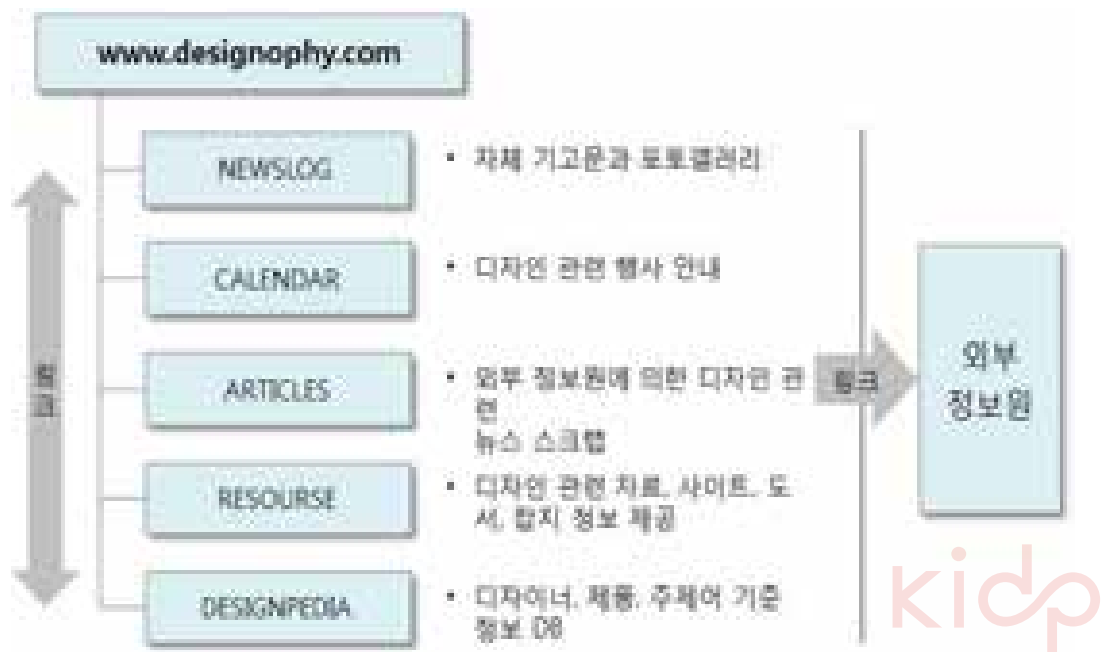 www.designophy.com
NEWSLOG
• 자체 기고문과 포토갤러리
CALENDAR
• 디자인 관련 행사 안내
ARTICLES
• 외부 정보원에 의한 디자인 관
련
뉴스 스크랩
링크
외부
정보원
RESOURSE
• 디자인 관련 자료, 사이트, 도
서, 잡지 정보 제공
DESIGNPEDIA
• 디자이너, 제품, 주제어 기준
정보 DB
kidp